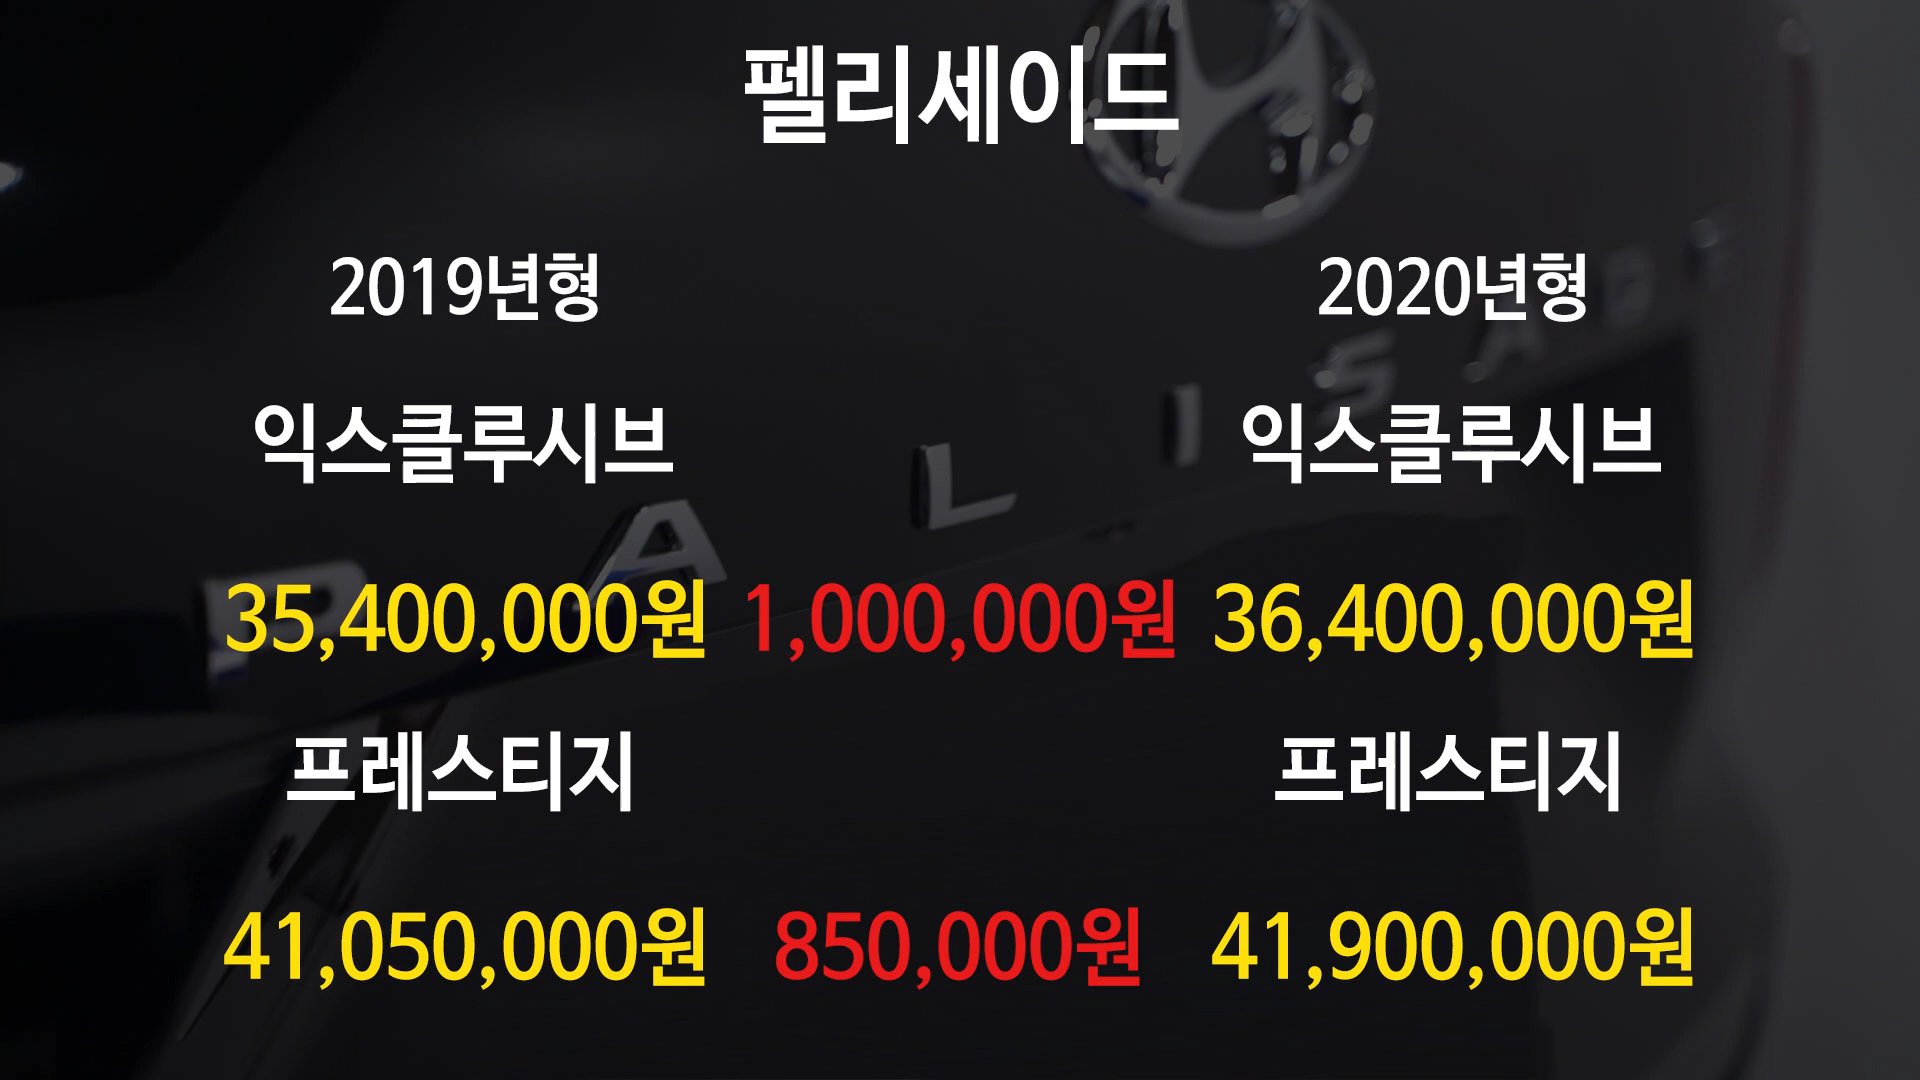 펠리세이드
2019년형 2020년형
익스클루시브 익스클루시브
35,400,000원 1,000,000원 36,400,000원
프레스티지 프레스티지
41,050,000원 850,000원 41,900,000원
PALISADE